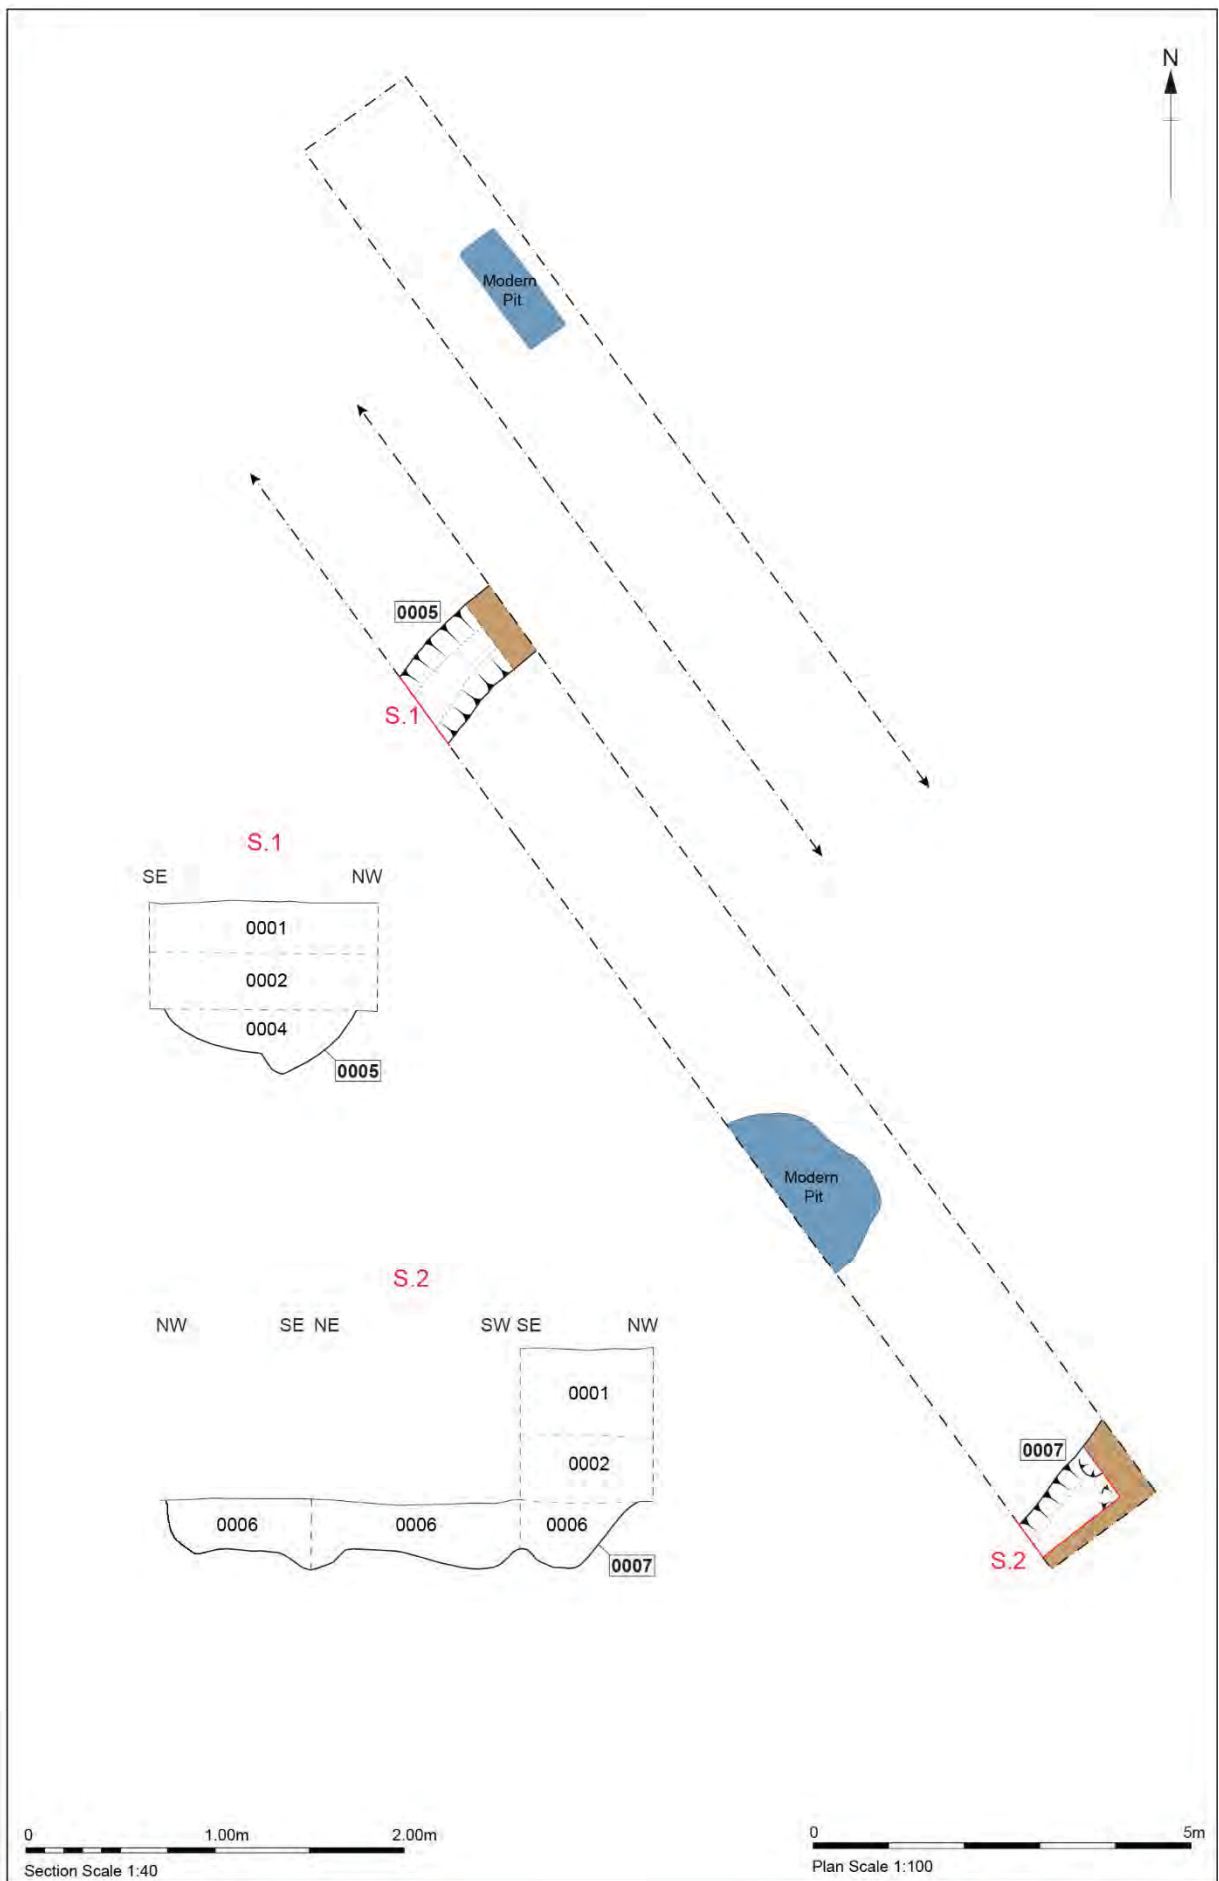 N
Modern
Pit
0005
S.1
S.1
SE NW
0001
0002
0004
0005
Modern
Pit
S.2
NW SE NE SW SE NW
0001
0002
0006 0006 0006
0007
0007
S.2
0 1.00m 2.00m
Section Scale 1:40
0 5m
Plan Scale 1:100